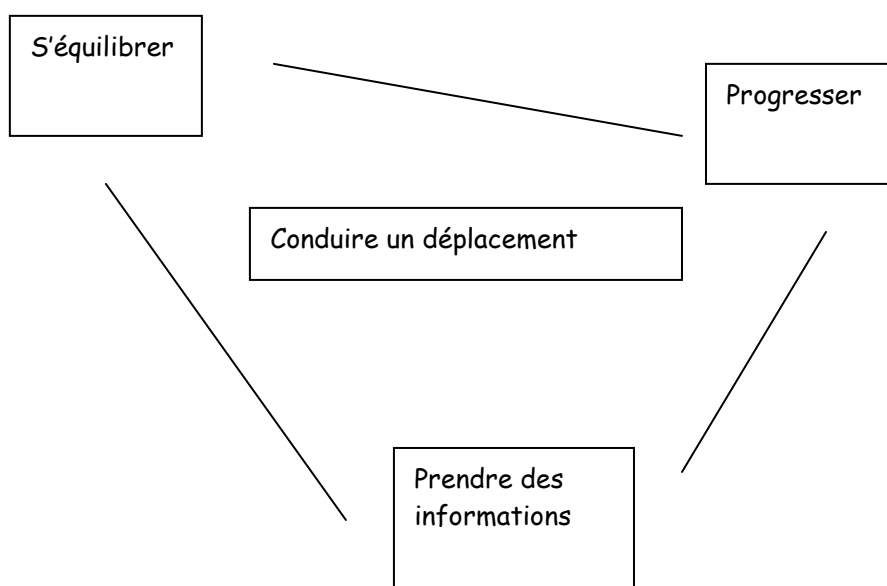 S'équilibrer
Progresser
Conduire un déplacement
Prendre des
informations